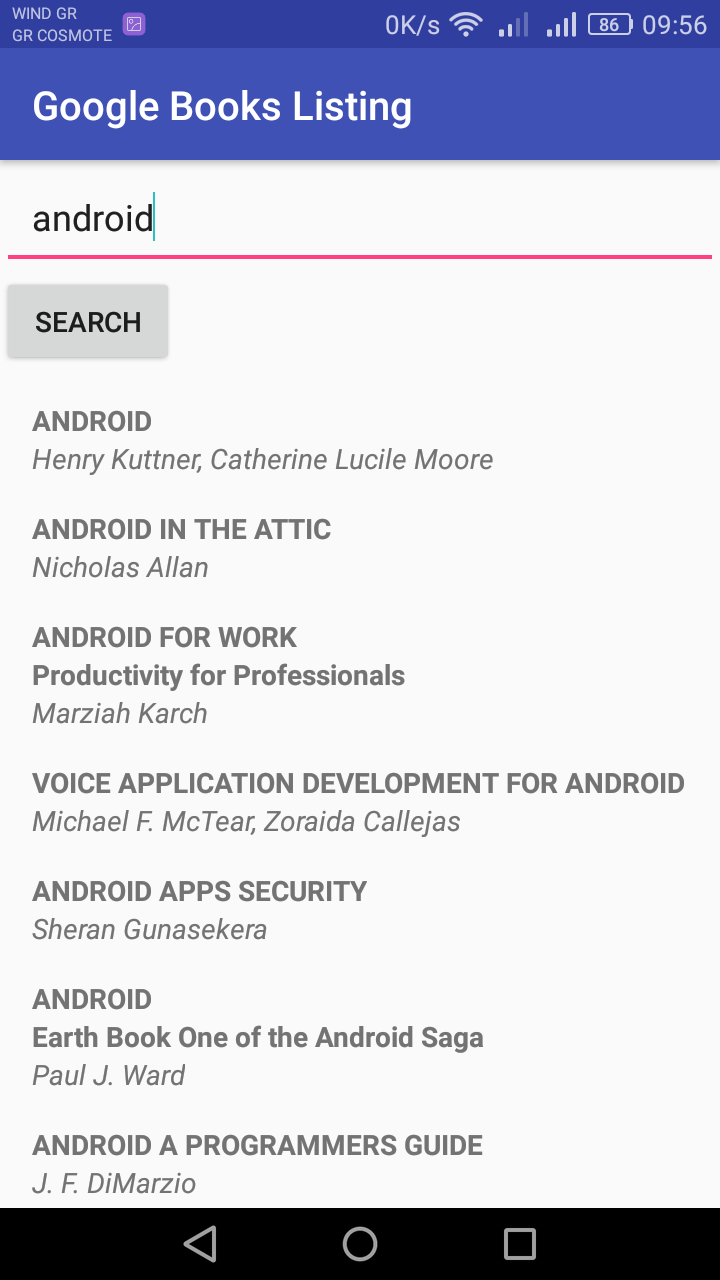 WIND GR
GR COSMOTE
0K/s 86 09:56
Google Books Listing
android
SEARCH
ANDROID
Henry Kuttner, Catherine Lucile Moore
ANDROID IN THE ATTIC
Nicholas Allan
ANDROID FOR WORK
Productivity for Professionals
Marziah Karch
VOICE APPLICATION DEVELOPMENT FOR ANDROID
Michael F. McTear, Zoraida Callejas
ANDROID APPS SECURITY
Sheran Gunasekera
ANDROID
Earth Book One of the Android Saga
Paul J. Ward
ANDROID A PROGRAMMERS GUIDE
J. F. DiMarzio